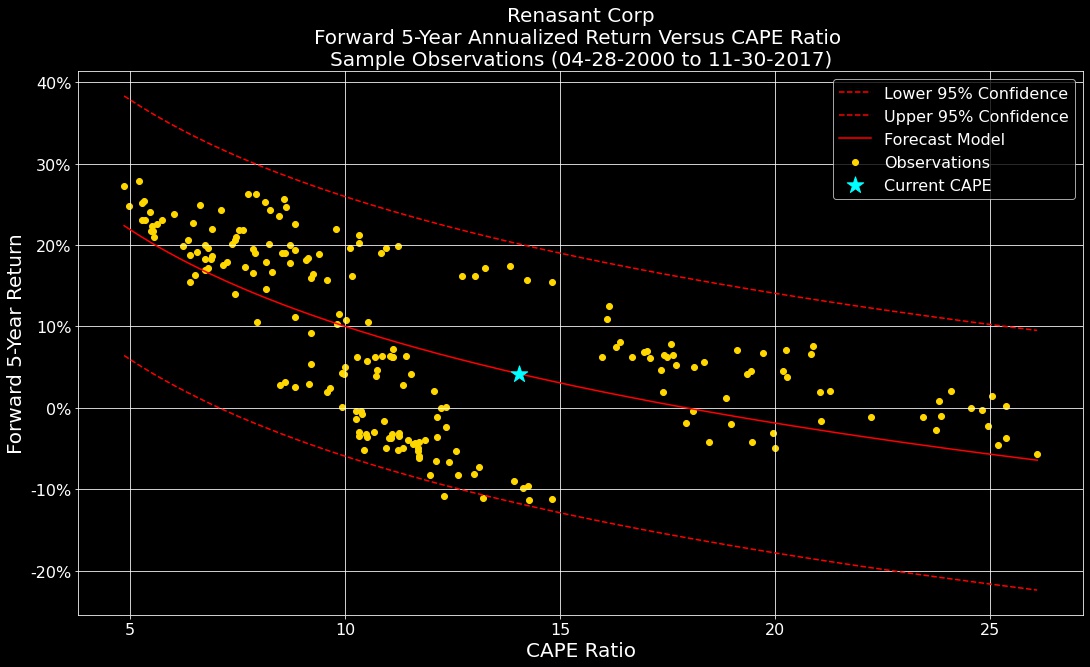 Renasant Corp
Forward 5-Year Annualized Return Versus CAPE Ratio
Sample Observations (04-28-2000 to 11-30-2017)
Lower 95% Confidence
Upper 95% Confidence
Forecast Model
Observations
Current CAPE
Forward 5-Year Return
40%
30%
20%
10%
0%
-10%
-20%
5
10
15
20
25
CAPE Ratio